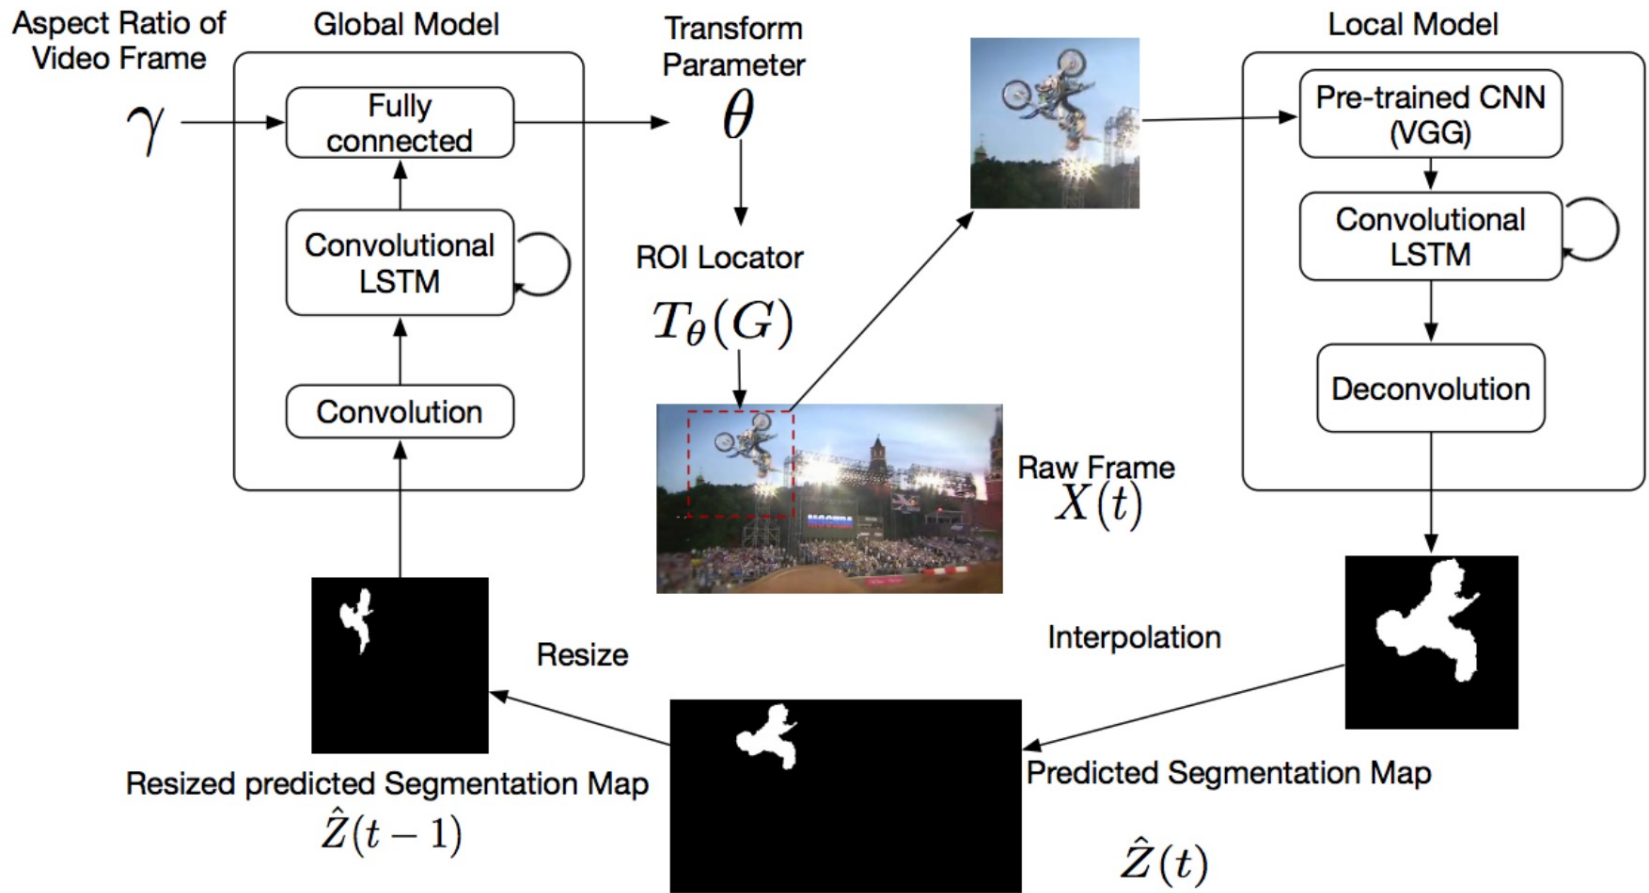 Aspect Ratio of
Video Frame
γ
Global Model
Fully
connected
Convolutional
LSTM
Convolution
Transform
Parameter
θ
ROI Locator
T_θ(G)
МОСКВА
Raw Frame
X(t)
Local Model
Pre-trained CNN
(VGG)
Convolutional
LSTM
Deconvolution
Interpolation
Resize
Resized predicted Segmentation Map
Ẑ(t − 1)
Predicted Segmentation Map
Ẑ(t)